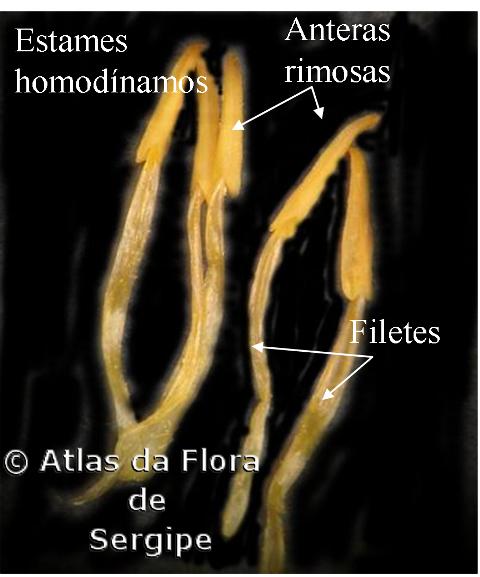 Estames
homodínamos
Anteras
rimosas
Filetes
© Atlas da Flora
de
Sergipe